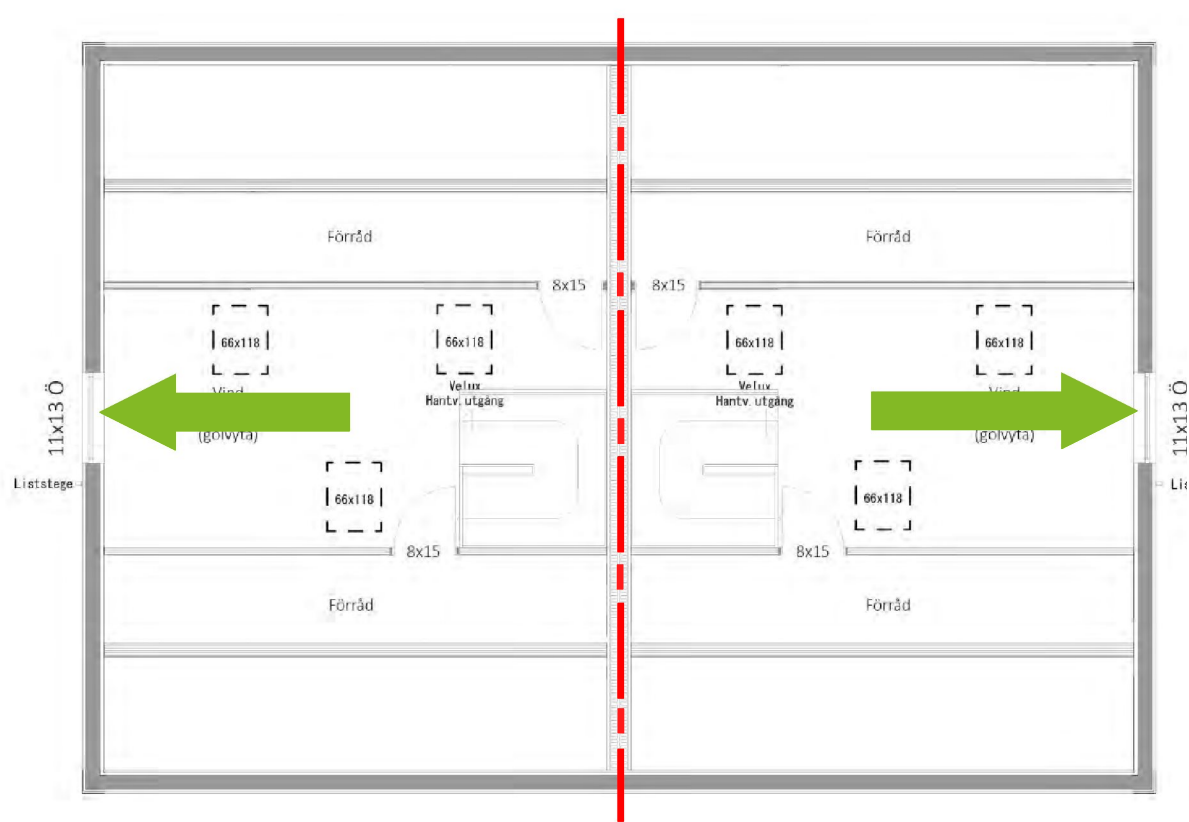 Förråd
Förråd
8x15
8x15
66x118
66x118
66x118
66x118
Velux
Hantv. utgång
Velux
Hantv. utgång
11x13 Ö
11x13 Ö
(golvyta)
(golvyta)
Liststege
Lis
66x118
66x118
8x15
8x15
Förråd
Förråd